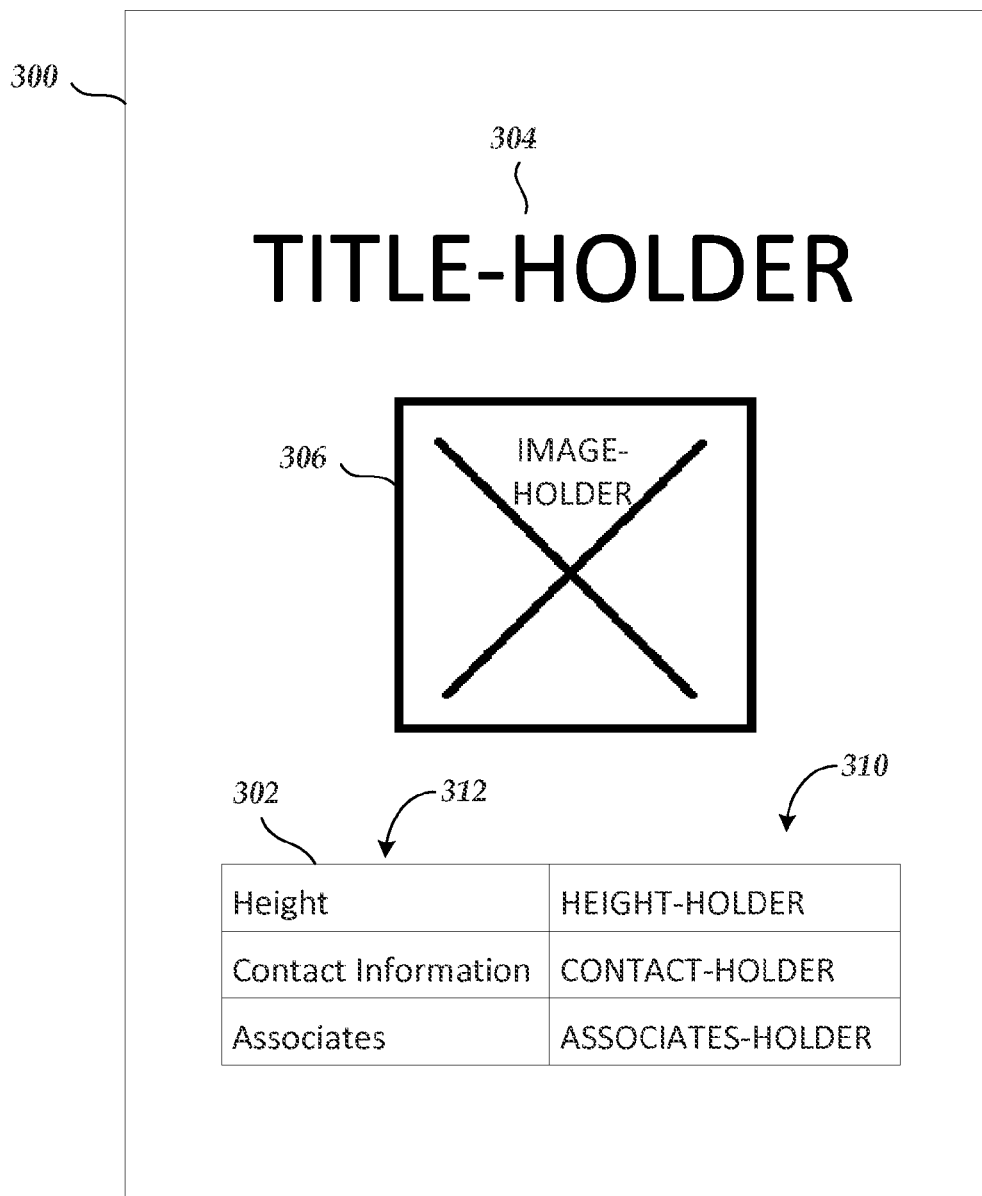 300
304
TITLE-HOLDER
306
IMAGE-
HOLDER
310
302
312
Height HEIGHT-HOLDER
Contact Information CONTACT-HOLDER
Associates ASSOCIATES-HOLDER